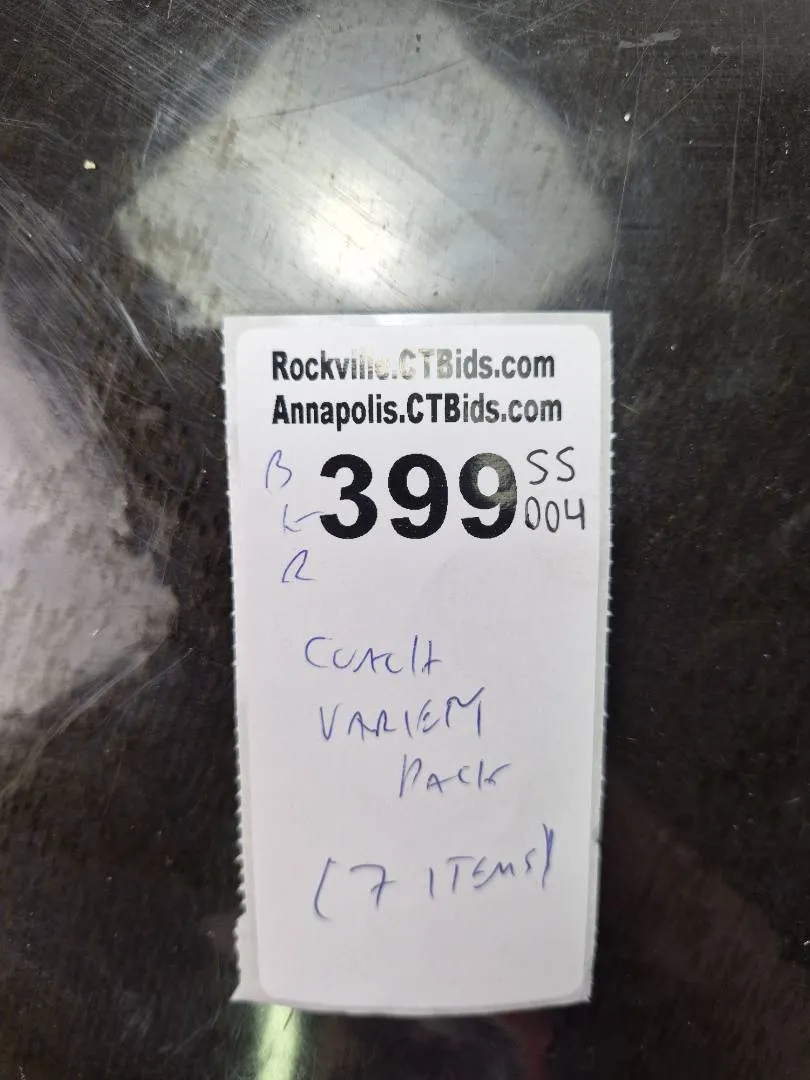 Rockville.CTBids.com
Annapolis.CTBids.com
B
K
R
399
SS
004
COACH
VARIETY
PACK
(7 ITEMS)